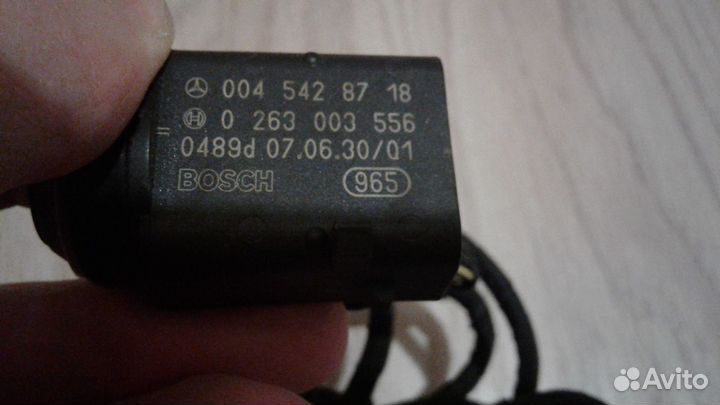 004 542 87 18
0 263 003 556
0489d 07.06.30/01
BOSCH 965
Avito